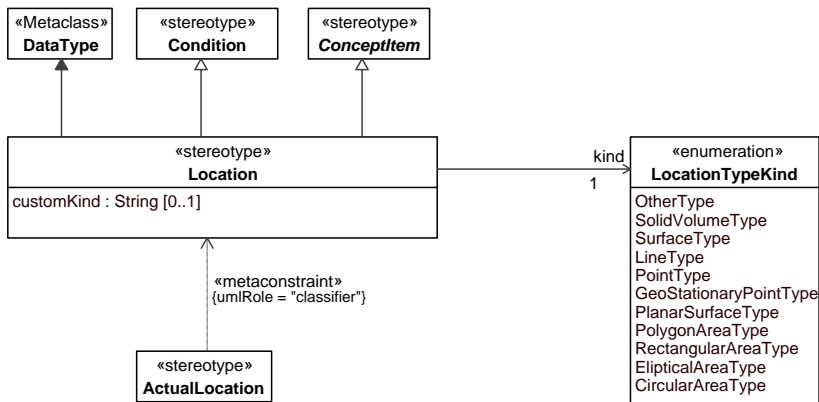 «Metaclass»
DataType
«stereotype»
Condition
«stereotype»
ConceptItem
«stereotype»
Location
customKind : String [0..1]
kind
1
«enumeration»
LocationTypeKind
OtherType
SolidVolumeType
SurfaceType
LineType
PointType
GeoStationaryPointType
PlanarSurfaceType
PolygonAreaType
RectangularAreaType
ElipticalAreaType
CircularAreaType
«metaconstraint»
{umlRole = "classifier"}
«stereotype»
ActualLocation